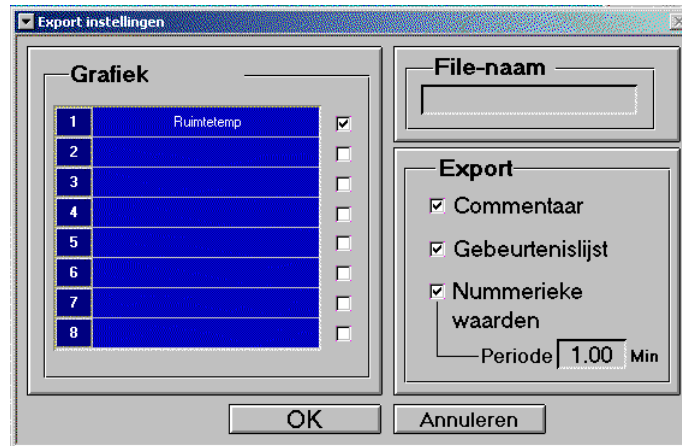 Export instellingen
Grafiek
1 Ruimtetemp
2
3
4
5
6
7
8
File-naam
Export
Commentaar
Gebeurtenislijst
Nummerieke
waarden
Periode 1.00 Min
OK
Annuleren